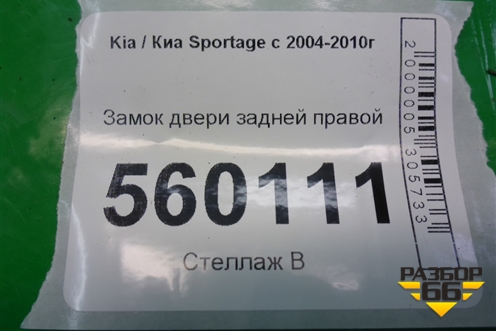 Kia / Киа Sportage с 2004-2010г
Замок двери задней правой
560111
Стеллаж В
2000005305733
РАЗБОР
66